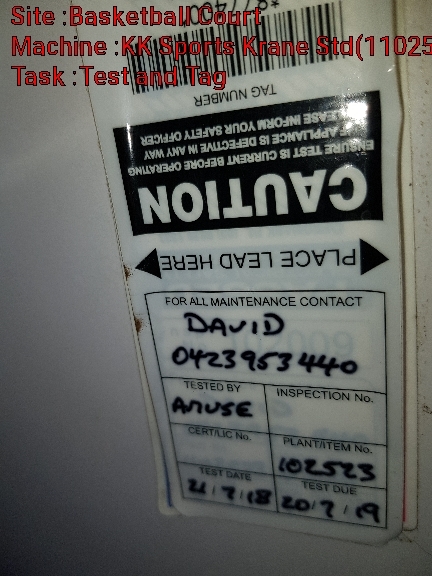 Site :Basketball Court
Machine :KK Sports Krane Std(11025
Task :Test and Tag
TAG NUMBER
CAUTION
ENSURE TEST IS CURRENT BEFORE OPERATING
IF APPLIANCE IS DEFECTIVE IN ANY WAY
PLEASE INFORM YOUR SAFETY OFFICER
PLACE LEAD HERE
FOR ALL MAINTENANCE CONTACT
DAVID
0423953440
TESTED BY
INSPECTION No.
AMUSE
CERT/LIC No.
PLANT/ITEM No.
102523
TEST DATE
TEST DUE
21/7/18
20/7/19